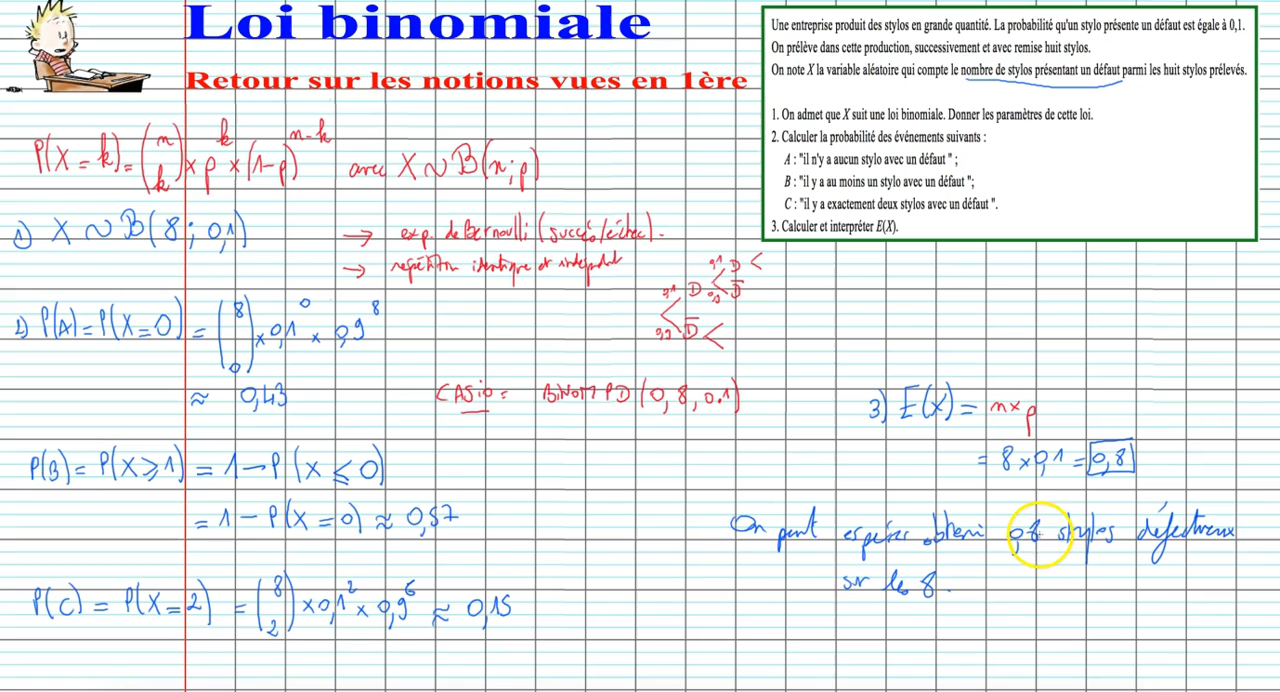 Loi binomiale
Retour sur les notions vues en 1ère
Une entreprise produit des stylos en grande quantité. La probabilité qu'un stylo présente un défaut est égale à 0,1.
On prélève dans cette production, successivement et avec remise huit stylos.
On note X la variable aléatoire qui compte le nombre de stylos présentant un défaut parmi les huit stylos prélevés.
1. On admet que X suit une loi binomiale. Donner les paramètres de cette loi.
2. Calculer la probabilité des événements suivants :
A : "il n'y a aucun stylo avec un défaut " ;
B : "il y a au moins un stylo avec un défaut ";
C : "il y a exactement deux stylos avec un défaut ".
3. Calculer et interpréter E(X).
P(X = k) = (n k) × p^k × (1-p)^(n-k) avec X ~ B(n; p)
1) X ~ B(8; 0,1)
→ exp. de Bernoulli (succès/échec).
→ répétition identique et indépendt
0,1 D <
0,1 D < 0,9 D̅
<
0,9 D̅ <
2) P(A) = P(X = 0) = (8 0) × 0,1^0 × 0,9^8
≈ 0,43
CASIO = BINOMPD(0, 8, 0.1)
P(B) = P(X ⩾ 1) = 1 - P(X ⩽ 0)
= 1 - P(X = 0) ≈ 0,57
P(C) = P(X = 2) = (8 2) × 0,1^2 × 0,9^6 ≈ 0,15
3) E(X) = n × p
= 8 × 0,1 = 0,8
On peut espérer obtenir 0,8 stylos défectueux
sur les 8.